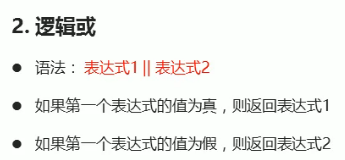 2. 逻辑或
● 语法： 表达式1 || 表达式2
● 如果第一个表达式的值为真，则返回表达式1
● 如果第一个表达式的值为假，则返回表达式2